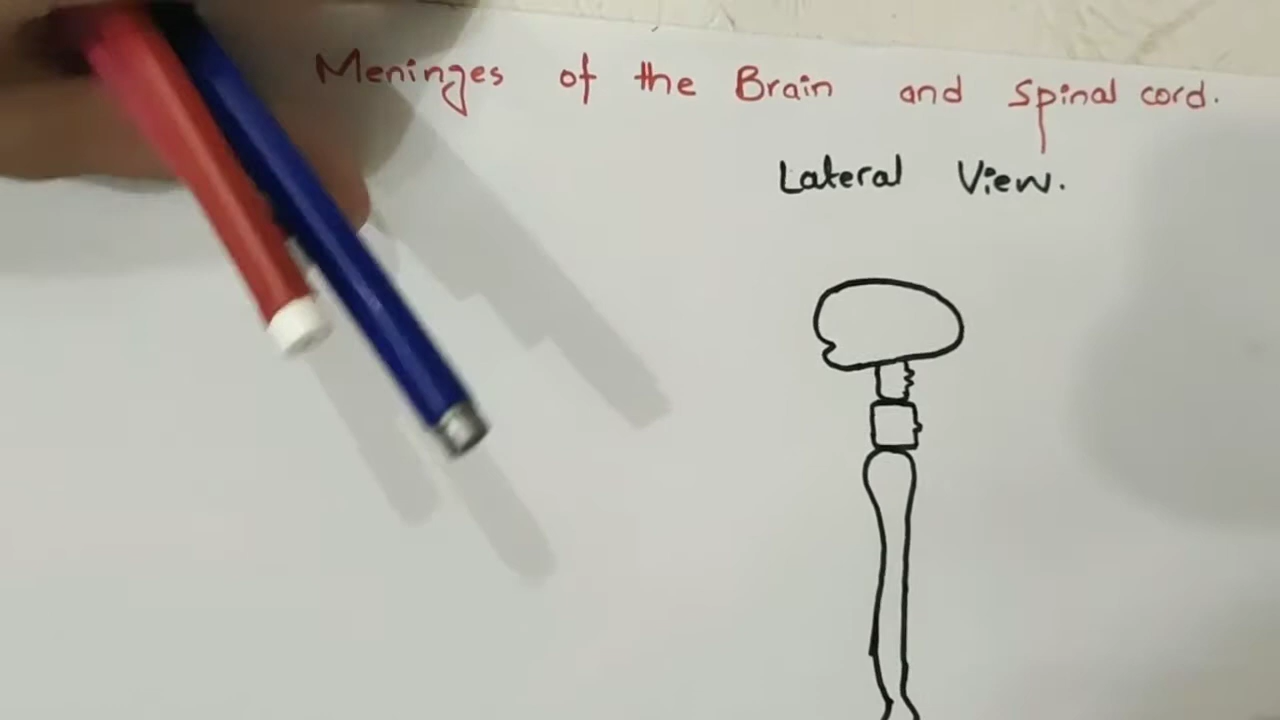 Meninges of the Brain and Spinal cord.
Lateral View.